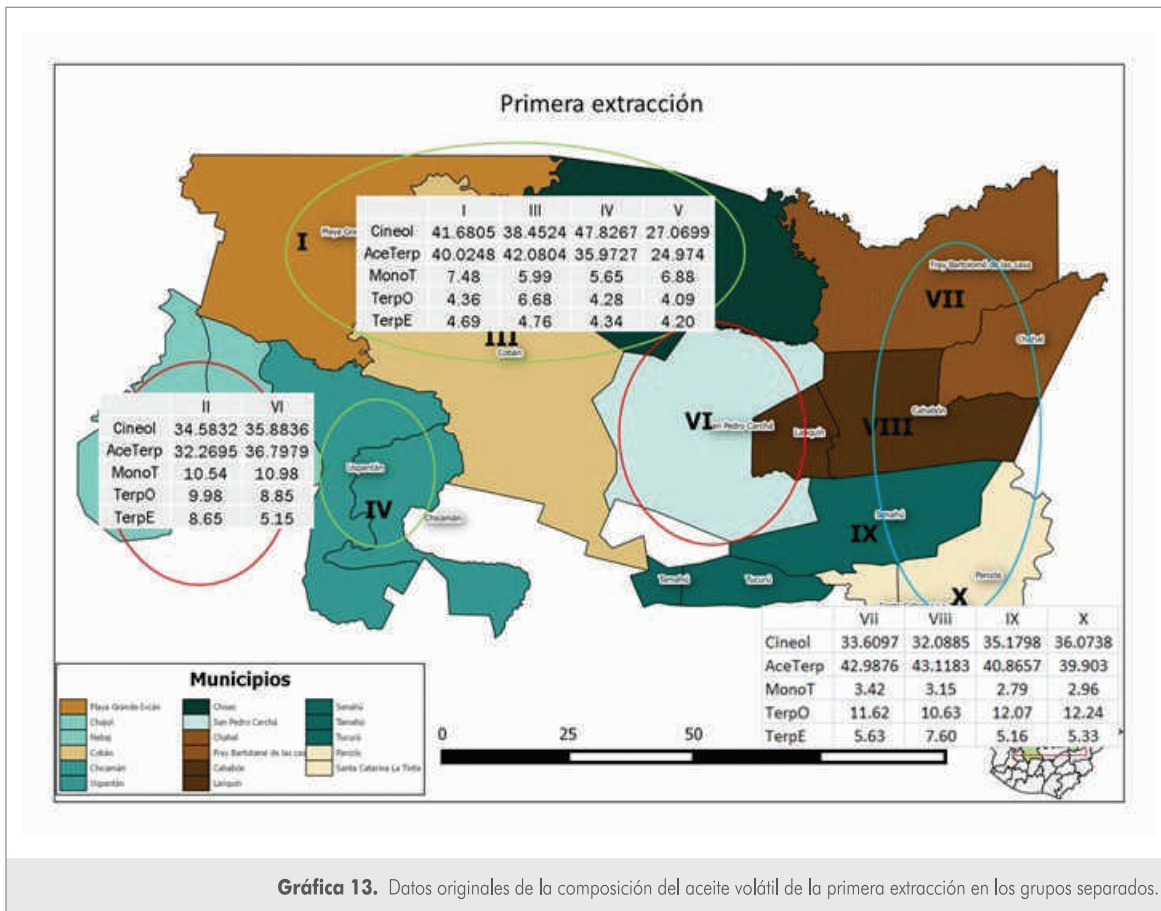 Primera extracción
I III IV V
Cineol 41.6805 38.4524 47.8267 27.0699
AceTerp 40.0248 42.0804 35.9727 24.974
MonoT 7.48 5.99 5.65 6.88
TerpO 4.36 6.68 4.28 4.09
TerpE 4.69 4.76 4.34 4.20
I
III
Cobán
Fray Bartolomé de las casa
VII
Chahal
II VI
Cineol 34.5832 35.8836
AceTerp 32.2695 36.7979
MonoT 10.54 10.98
TerpO 9.98 8.85
TerpE 8.65 5.15
Uspantán
IV
Chicamán
VI
San Pedro Carchá
Lanquín
Cahabón
VIII
Senahú
IX
Tamahú
Tucurú
Panzós
X
Vii Viii IX X
Cineol 33.6097 32.0885 35.1798 36.0738
AceTerp 42.9876 43.1183 40.8657 39.903
MonoT 3.42 3.15 2.79 2.96
TerpO 11.62 10.63 12.07 12.24
TerpE 5.63 7.60 5.16 5.33
Municipios
Playa Grande-Ixcán
Chajul
Nebaj
Cobán
Chicamán
Uspantán
Chisec
San Pedro Carchá
Chahal
Fray Bartolomé de las cas
Cahabón
Lanquín
Senahú
Tamahú
Tucurú
Panzós
Santa Catarina La Tinta
0 25 50
Gráfica 13. Datos originales de la composición del aceite volátil de la primera extracción en los grupos separados.